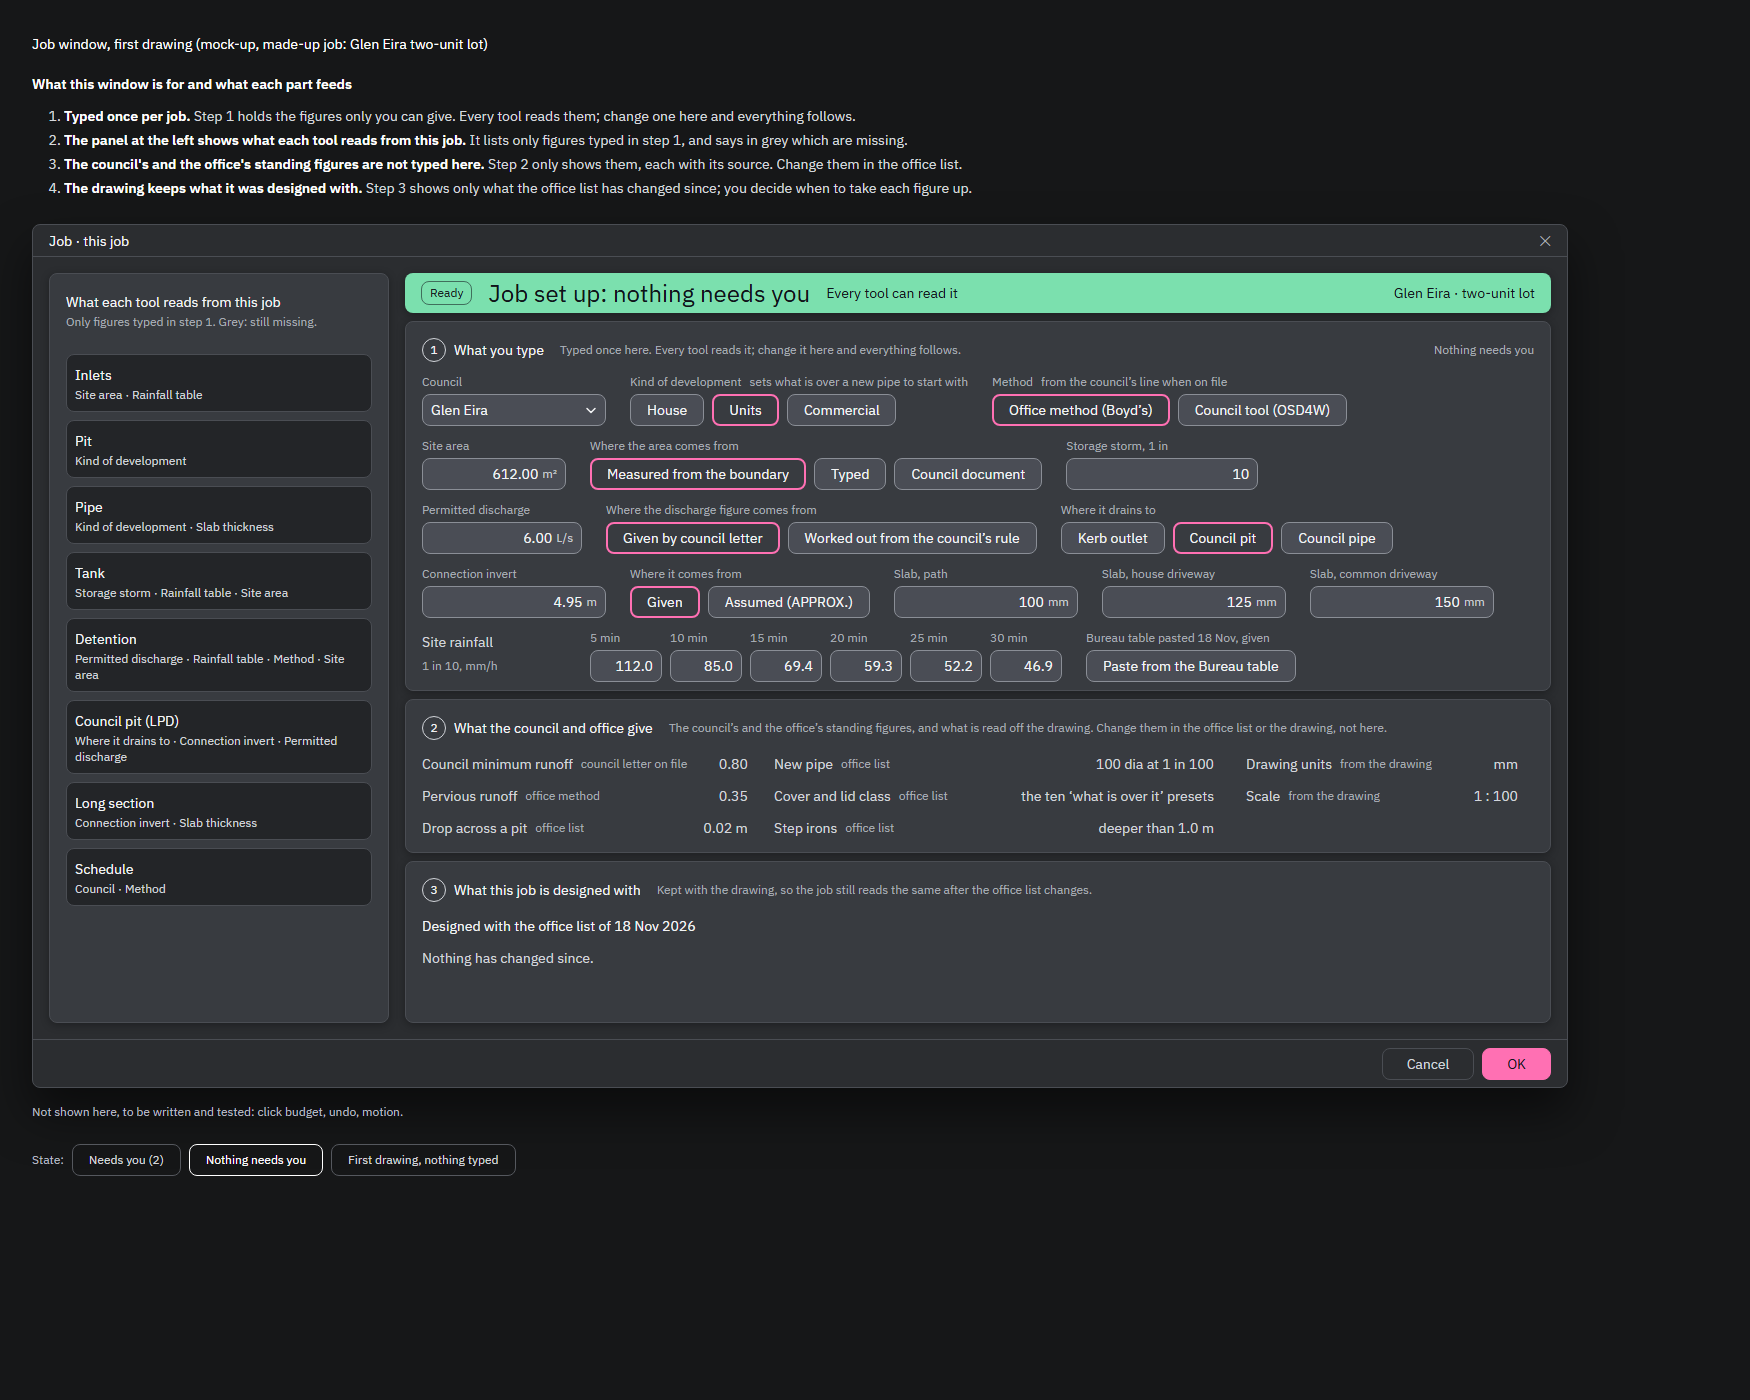 Job window, first drawing (mock-up, made-up job: Glen Eira two-unit lot)
What this window is for and what each part feeds
1. Typed once per job. Step 1 holds the figures only you can give. Every tool reads them; change one here and everything follows.
2. The panel at the left shows what each tool reads from this job. It lists only figures typed in step 1, and says in grey which are missing.
3. The council's and the office's standing figures are not typed here. Step 2 only shows them, each with its source. Change them in the office list.
4. The drawing keeps what it was designed with. Step 3 shows only what the office list has changed since; you decide when to take each figure up.
Job · this job
What each tool reads from this job
Only figures typed in step 1. Grey: still missing.
Inlets
Site area · Rainfall table
Pit
Kind of development
Pipe
Kind of development · Slab thickness
Tank
Storage storm · Rainfall table · Site area
Detention
Permitted discharge · Rainfall table · Method · Site
area
Council pit (LPD)
Where it drains to · Connection invert · Permitted
discharge
Long section
Connection invert · Slab thickness
Schedule
Council · Method
Ready Job set up: nothing needs you Every tool can read it Glen Eira · two-unit lot
1 What you type Typed once here. Every tool reads it; change it here and everything follows. Nothing needs you
Council Kind of development sets what is over a new pipe to start with Method from the council’s line when on file
Glen Eira House Units Commercial Office method (Boyd’s) Council tool (OSD4W)
Site area Where the area comes from Storage storm, 1 in
612.00 m² Measured from the boundary Typed Council document 10
Permitted discharge Where the discharge figure comes from Where it drains to
6.00 L/s Given by council letter Worked out from the council’s rule Kerb outlet Council pit Council pipe
Connection invert Where it comes from Slab, path Slab, house driveway Slab, common driveway
4.95 m Given Assumed (APPROX.) 100 mm 125 mm 150 mm
Site rainfall 5 min 10 min 15 min 20 min 25 min 30 min Bureau table pasted 18 Nov, given
1 in 10, mm/h 112.0 85.0 69.4 59.3 52.2 46.9 Paste from the Bureau table
2 What the council and office give The council’s and the office’s standing figures, and what is read off the drawing. Change them in the office list or the drawing, not here.
Council minimum runoff council letter on file 0.80 New pipe office list 100 dia at 1 in 100 Drawing units from the drawing mm
Pervious runoff office method 0.35 Cover and lid class office list the ten ‘what is over it’ presets Scale from the drawing 1 : 100
Drop across a pit office list 0.02 m Step irons office list deeper than 1.0 m
3 What this job is designed with Kept with the drawing, so the job still reads the same after the office list changes.
Designed with the office list of 18 Nov 2026
Nothing has changed since.
Cancel OK
Not shown here, to be written and tested: click budget, undo, motion.
State: Needs you (2) Nothing needs you First drawing, nothing typed